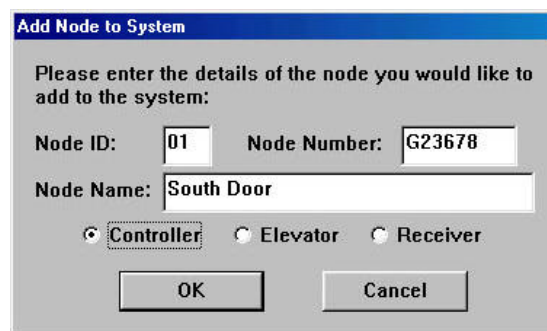 Add Node to System
Please enter the details of the node you would like to
add to the system:
Node ID: 01 Node Number: G23678
Node Name: South Door
Controller Elevator Receiver
OK Cancel